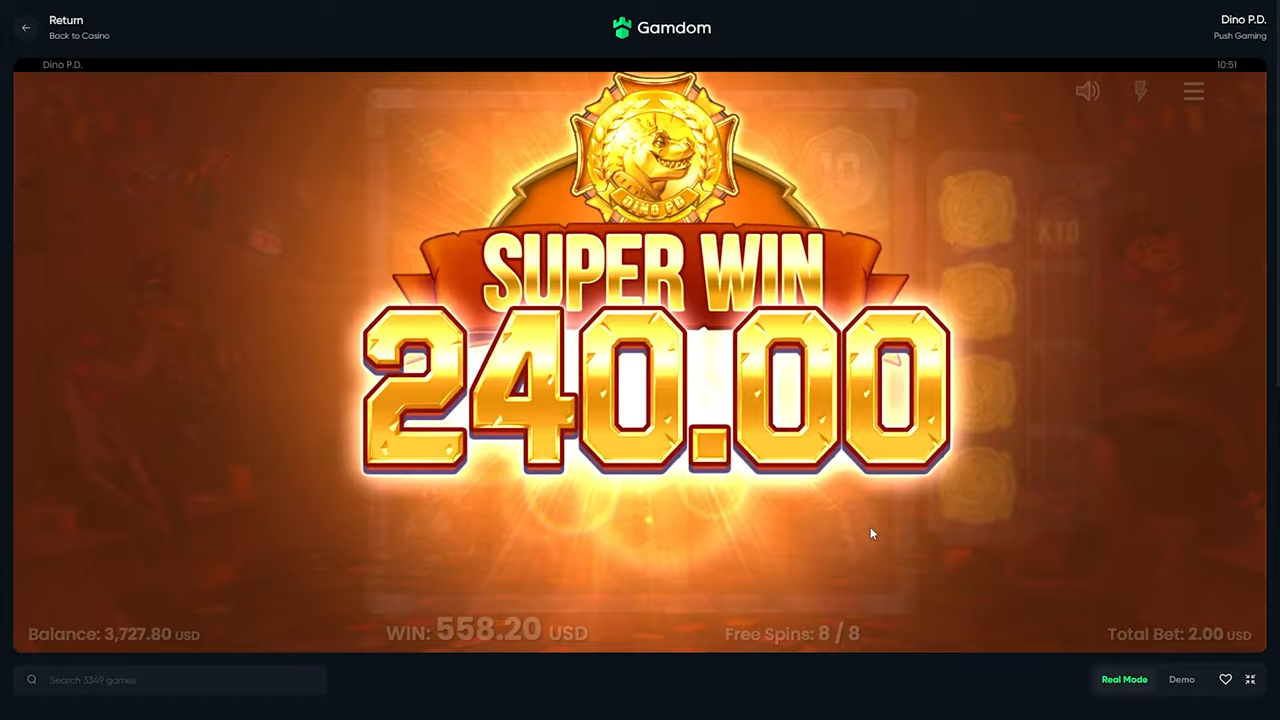 Return
Back to Casino
Gamdom
Dino P.D.
Push Gaming
Dino P.D.
10:51
10
X10
DINO PD
SUPER WIN
240.00
Balance: 3,727.80 USD
WIN: 558.20 USD
Free Spins: 8 / 8
Total Bet: 2.00 USD
Search 3349 games
Real Mode
Demo